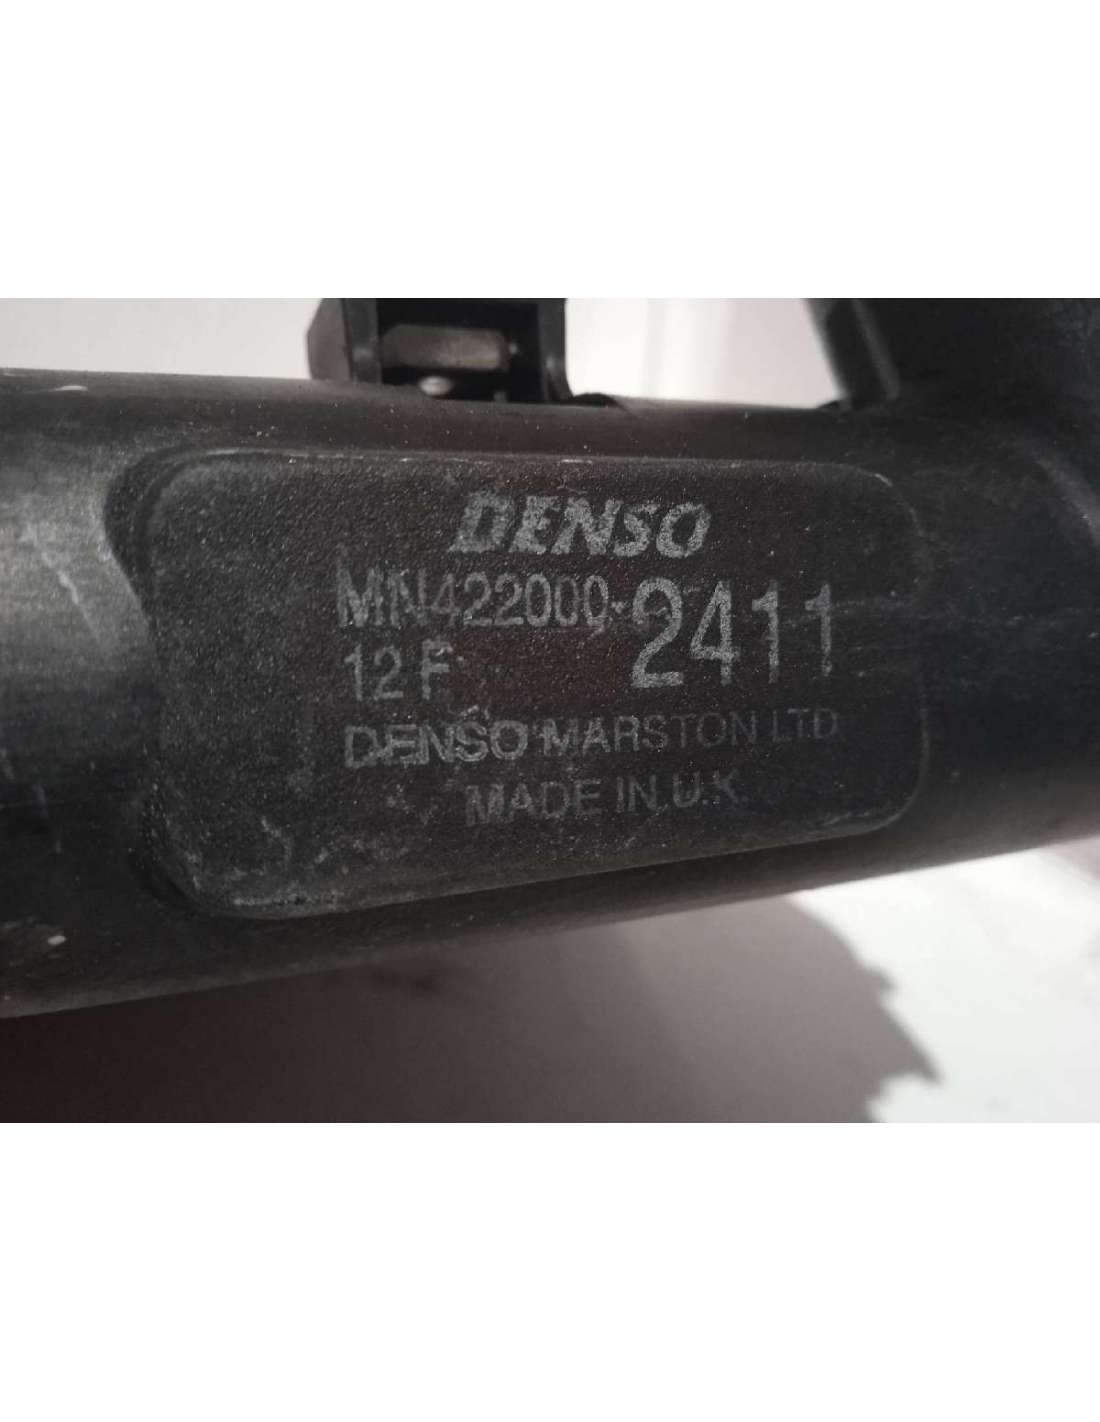 DENSO
MN422000-2411
12 F
DENSO MARSTON LTD
MADE IN U.K.